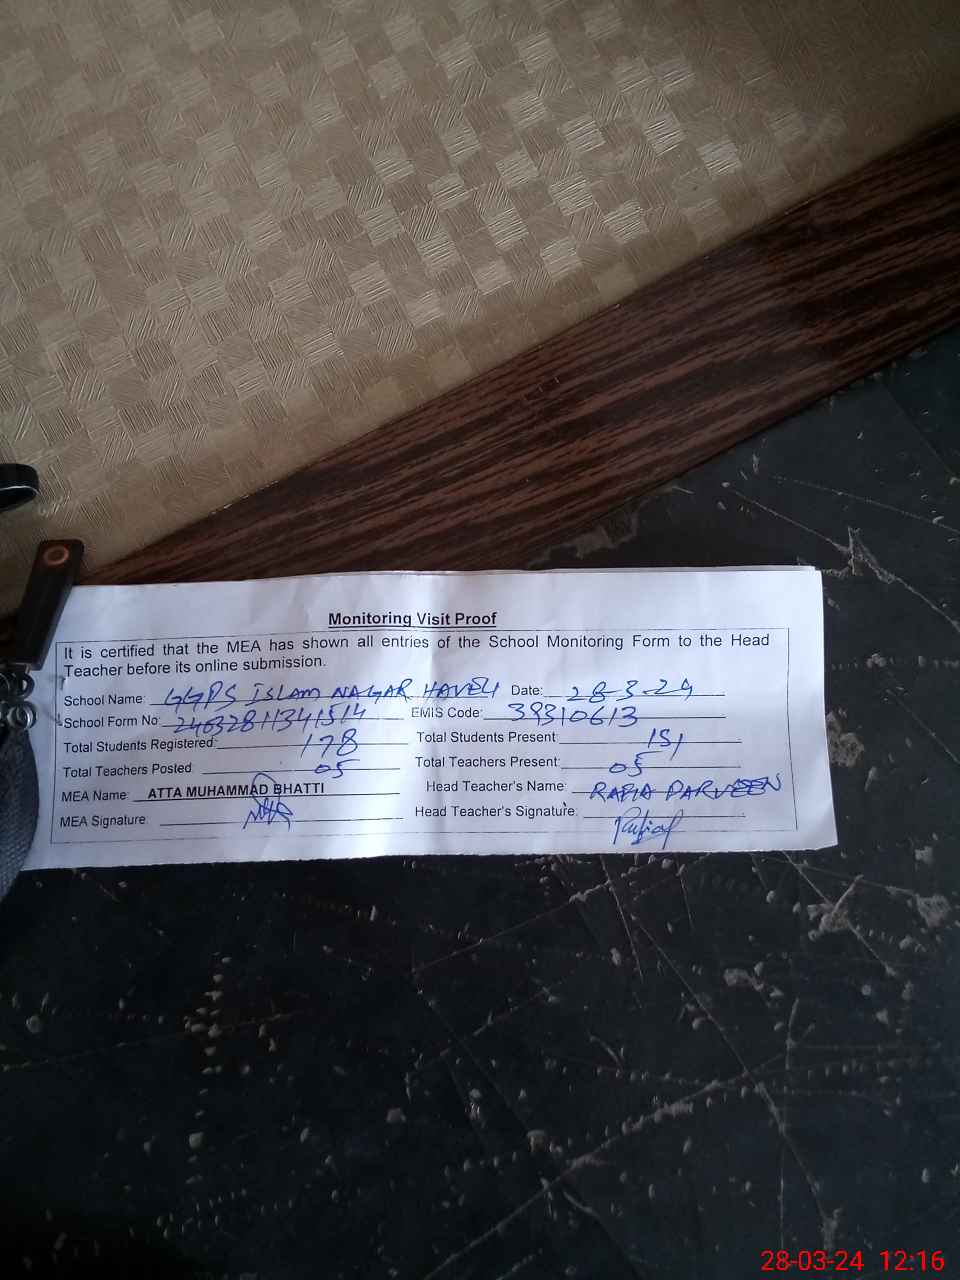 Monitoring Visit Proof
It is certified that the MEA has shown all entries of the School Monitoring Form to the Head
Teacher before its online submission.
School Name: GGPS ISLAM NAGAR HAVELI Date: 28-3-24
School Form No: 24032811341514 EMIS Code: 39310613
Total Students Registered: 178 Total Students Present: 151
Total Teachers Posted: 05 Total Teachers Present: 05
MEA Name: ATTA MUHAMMAD BHATTI Head Teacher's Name: RAFIA PARVEEN
MEA Signature: Head Teacher's Signature:
28-03-24 12:16